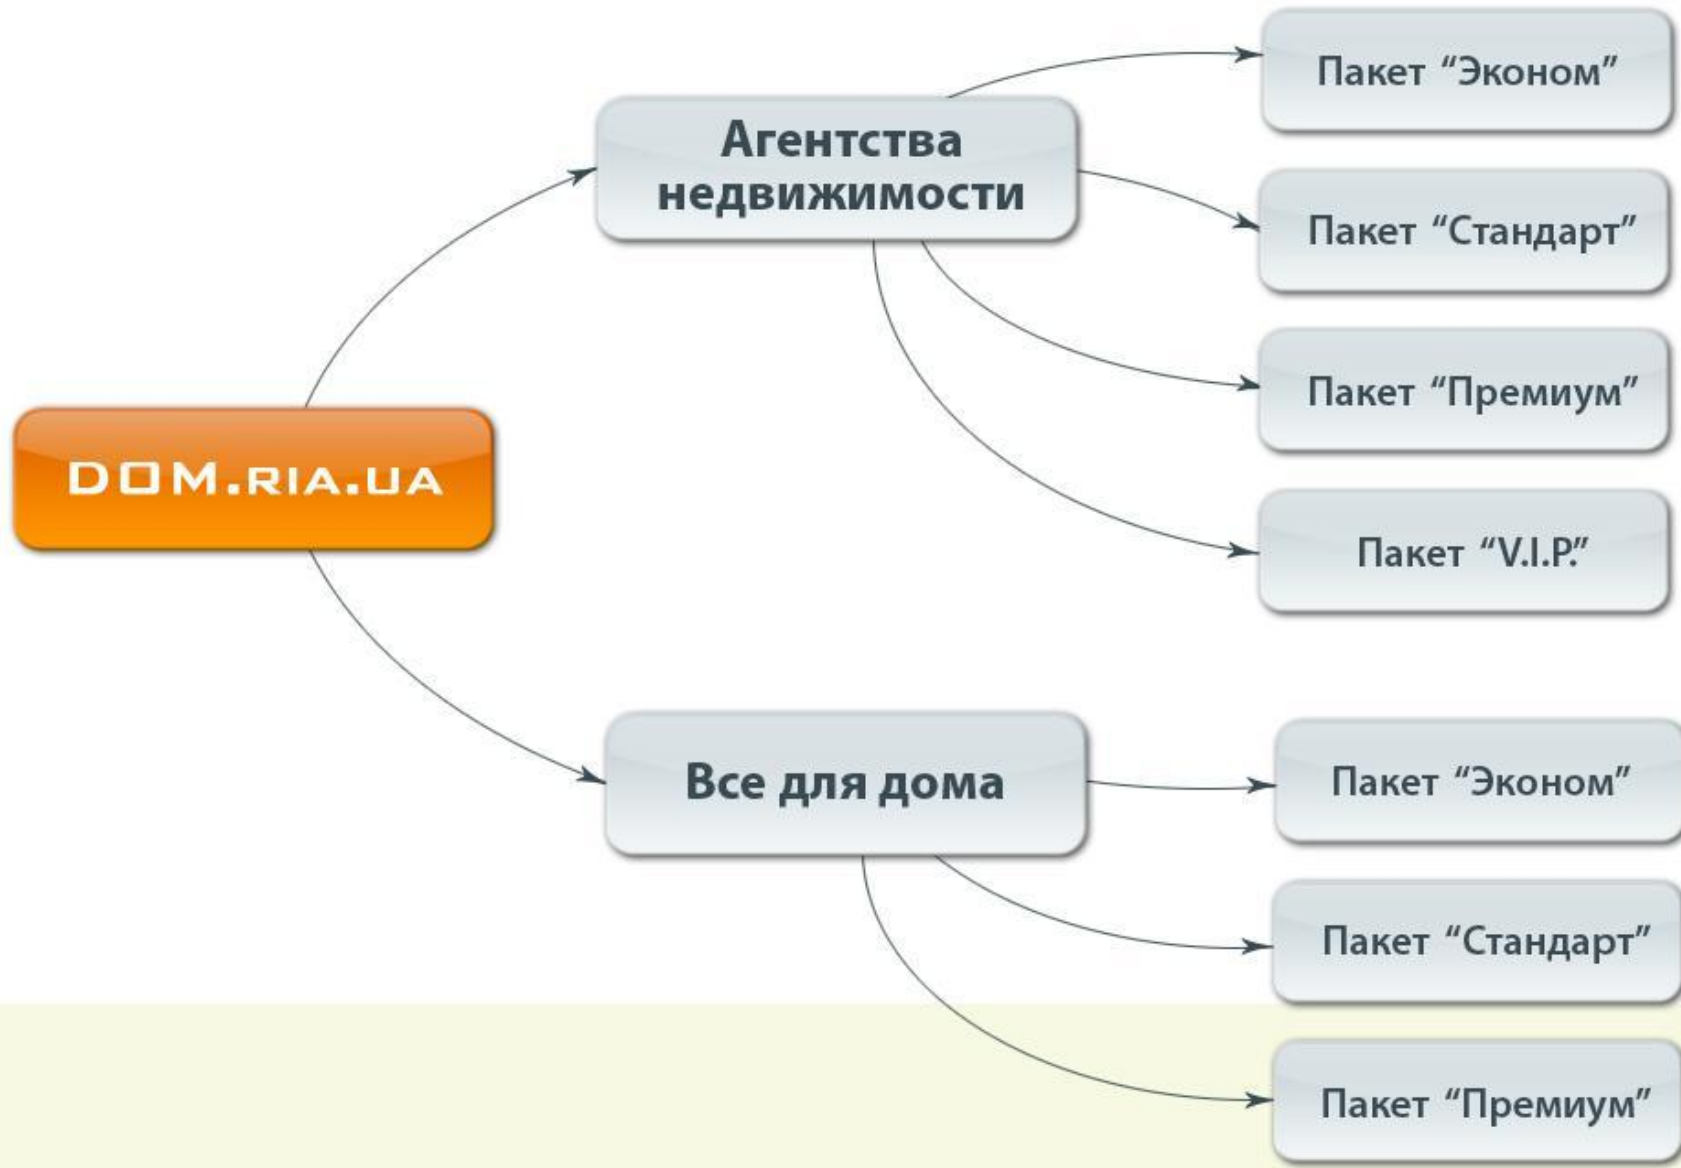 DOM.RIA.UA
Агентства
недвижимости
Пакет “Эконом”
Пакет “Стандарт”
Пакет “Премиум”
Пакет “V.I.P.”
Все для дома
Пакет “Эконом”
Пакет “Стандарт”
Пакет “Премиум”